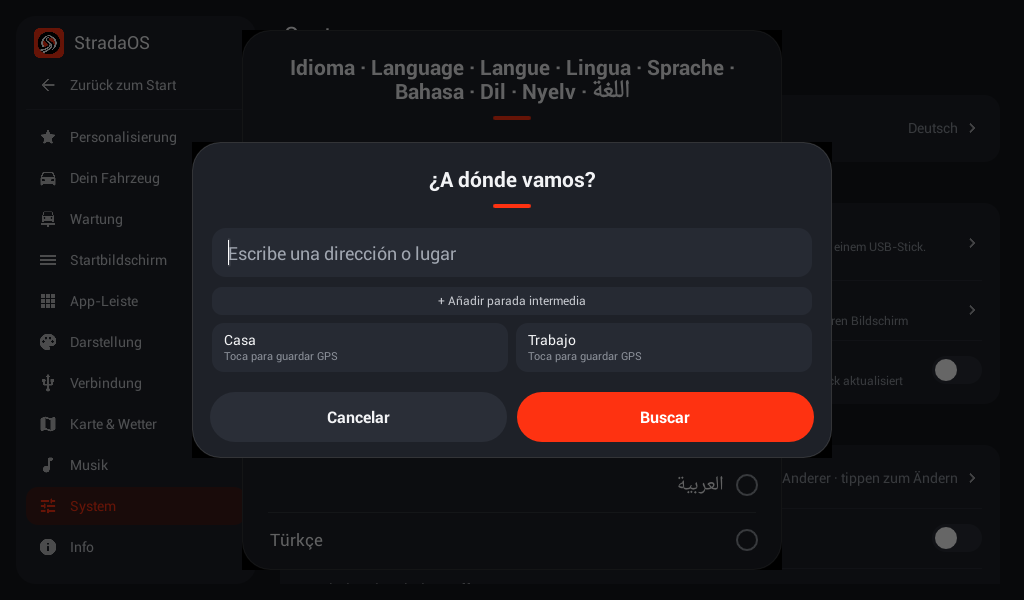 StradaOS
Zurück zum Start
Personalisierung
Dein Fahrzeug
Wartung
Startbildschirm
App-Leiste
Darstellung
Verbindung
Karte & Wetter
Musik
System
Info
Idioma · Language · Langue · Lingua · Sprache ·
Bahasa · Dil · Nyelv · اللغة
Deutsch
¿A dónde vamos?
Escribe una dirección o lugar
+ Añadir parada intermedia
Casa
Toca para guardar GPS
Trabajo
Toca para guardar GPS
Cancelar
Buscar
einem USB-Stick.
Bildschirm
aktualisiert
العربية
Türkçe
Anderer · tippen zum Ändern